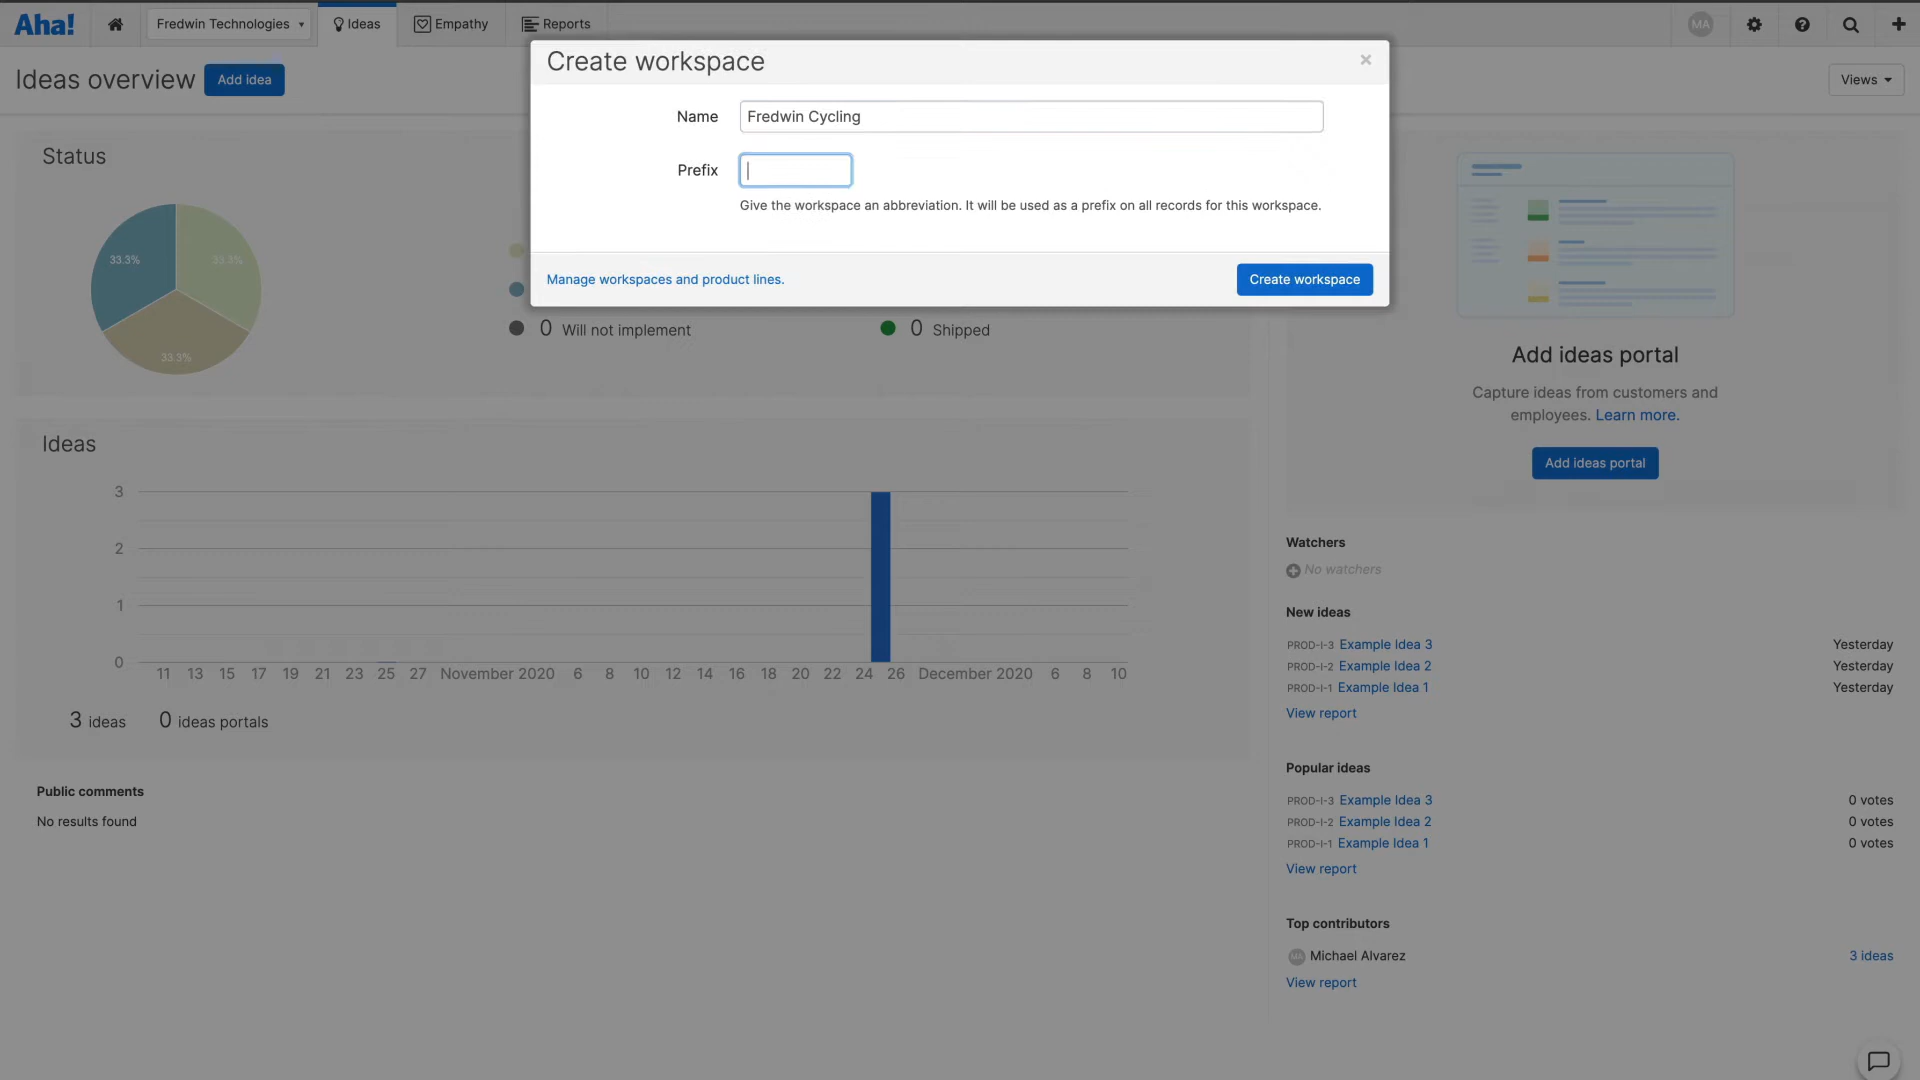 Aha!
Fredwin Technologies
Ideas
Empathy
Reports
MA
Ideas overview
Add idea
Views
Create workspace
×
Name
Fredwin Cycling
Prefix
Give the workspace an abbreviation. It will be used as a prefix on all records for this workspace.
Manage workspaces and product lines.
Create workspace
Status
33.3%
33.3%
33.3%
0 Will not implement
0 Shipped
Add ideas portal
Capture ideas from customers and
employees. Learn more.
Add ideas portal
Ideas
3
2
1
0
11 13 15 17 19 21 23 25 27 November 2020 6 8 10 12 14 16 18 20 22 24 26 December 2020 6 8 10
3 ideas
0 ideas portals
Public comments
No results found
Watchers
No watchers
New ideas
PROD-I-3 Example Idea 3 Yesterday
PROD-I-2 Example Idea 2 Yesterday
PROD-I-1 Example Idea 1 Yesterday
View report
Popular ideas
PROD-I-3 Example Idea 3 0 votes
PROD-I-2 Example Idea 2 0 votes
PROD-I-1 Example Idea 1 0 votes
View report
Top contributors
MA Michael Alvarez 3 ideas
View report